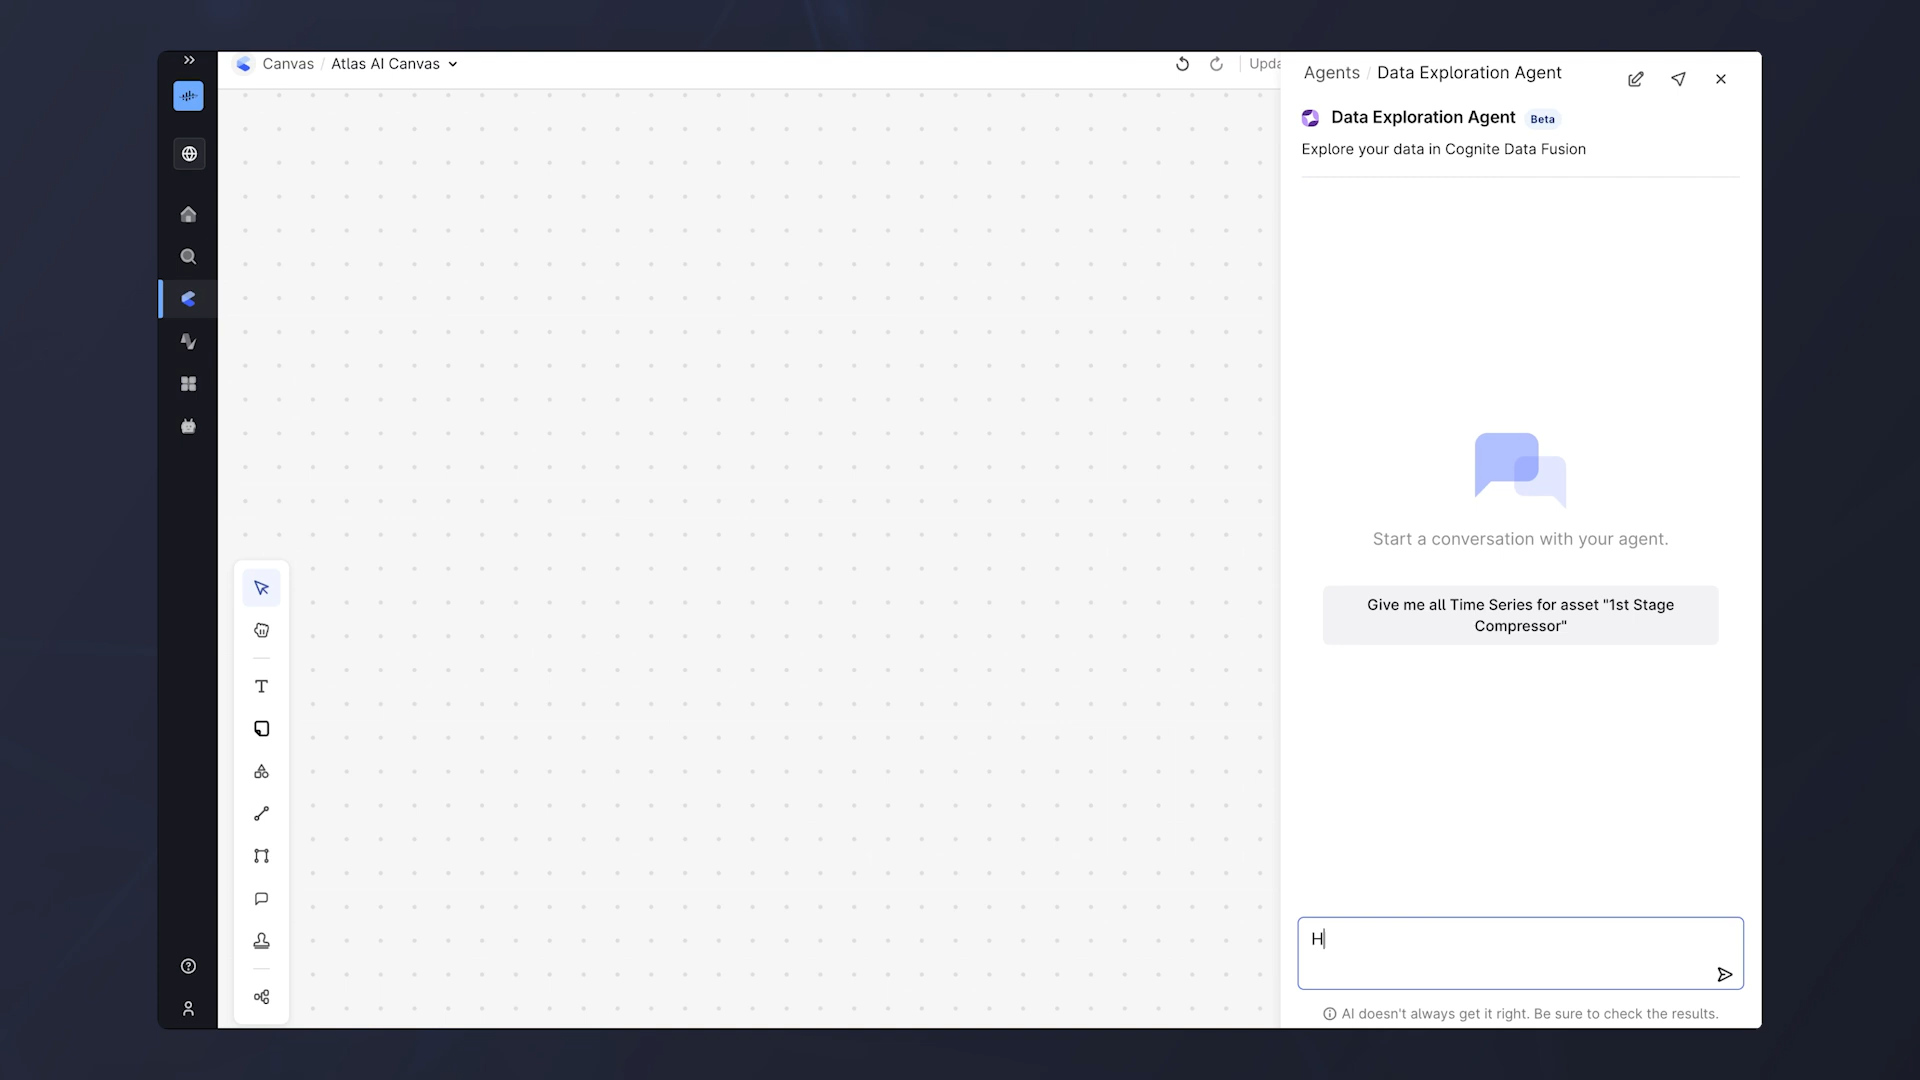 Canvas / Atlas AI Canvas
Agents / Data Exploration Agent
Data Exploration Agent Beta
Explore your data in Cognite Data Fusion
Start a conversation with your agent.
Give me all Time Series for asset "1st Stage
Compressor"
H
AI doesn't always get it right. Be sure to check the results.